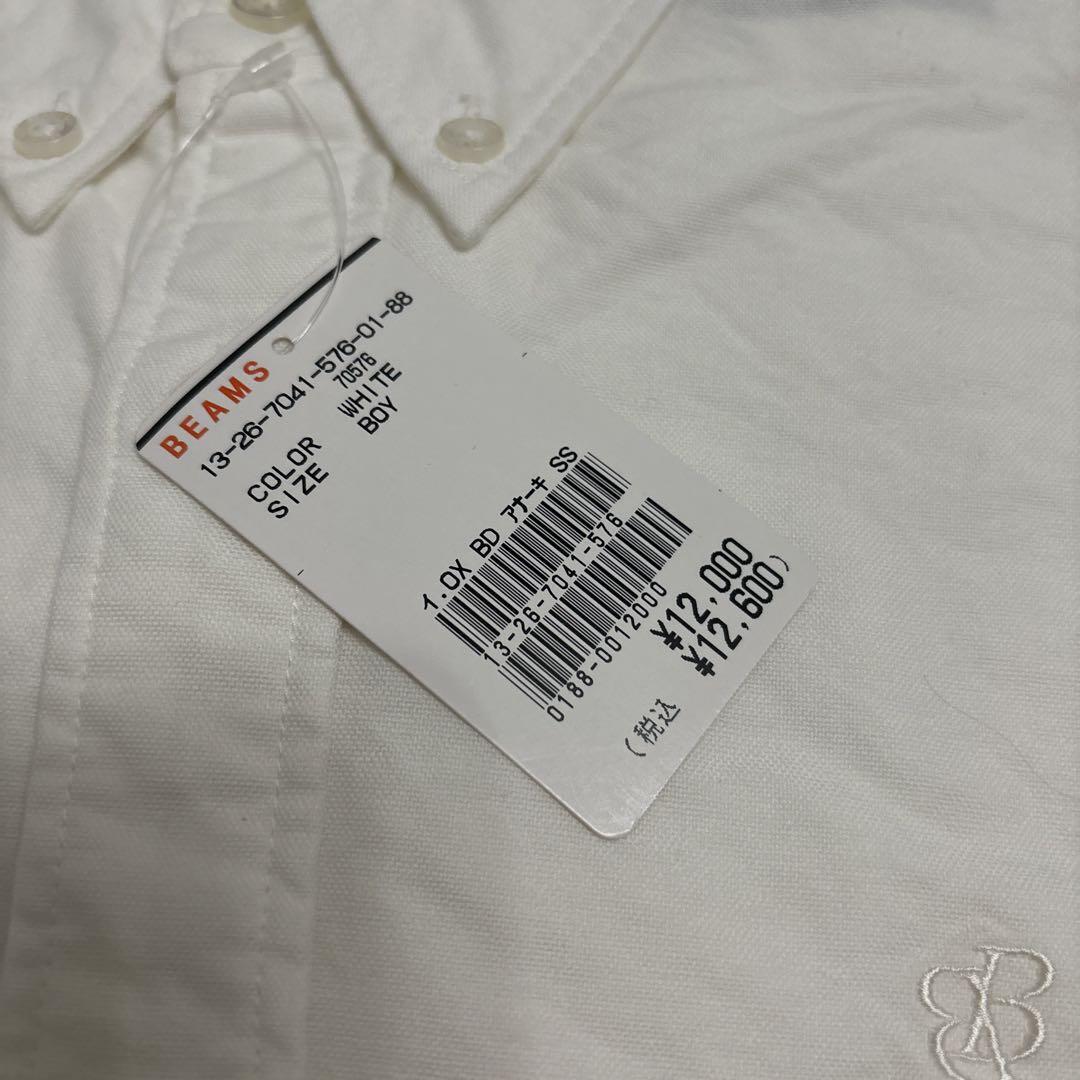 BEAMS
13-26-7041-576-01-88
70576
COLOR WHITE
SIZE BOY
1.OX BD アナーキ SS
13-26-7041-576
0188-0012000
¥12,000
(税込 ¥12,600)